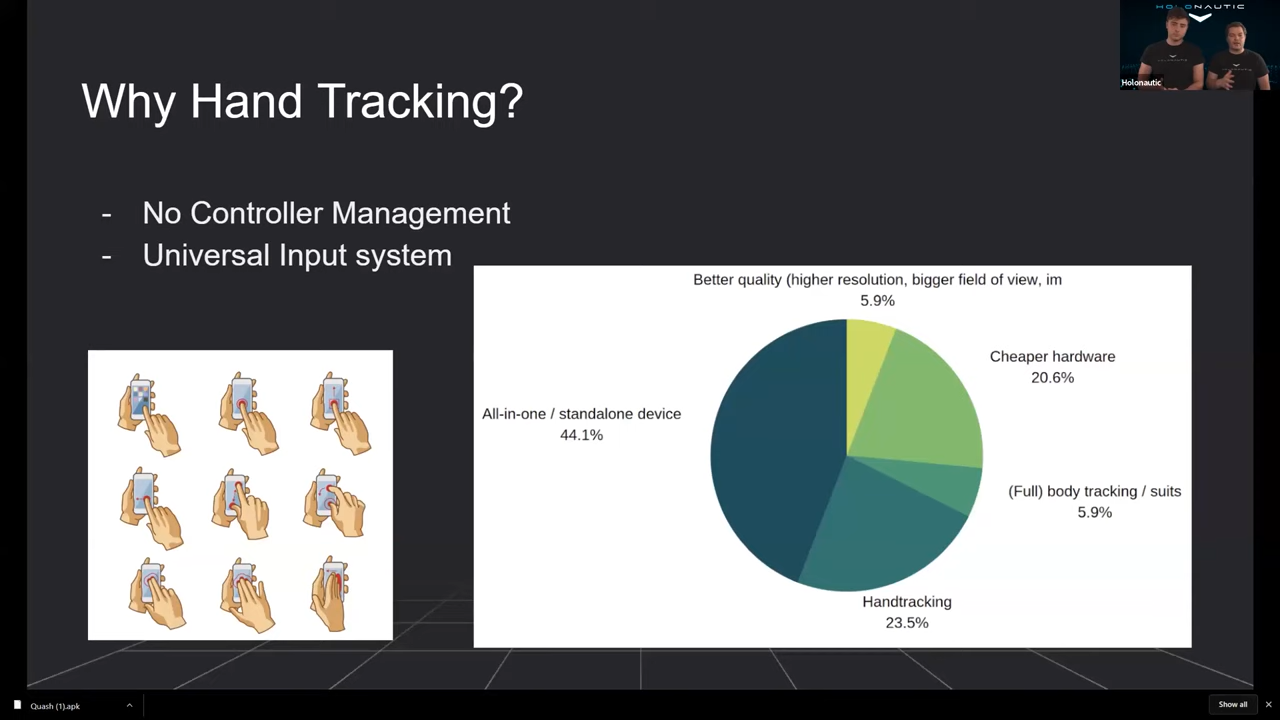 HOLONAUTIC
Holonautic
Why Hand Tracking?
- No Controller Management
- Universal Input system
Better quality (higher resolution, bigger field of view, im
5.9%
Cheaper hardware
20.6%
All-in-one / standalone device
44.1%
(Full) body tracking / suits
5.9%
Handtracking
23.5%
Quash (1).apk
Show all